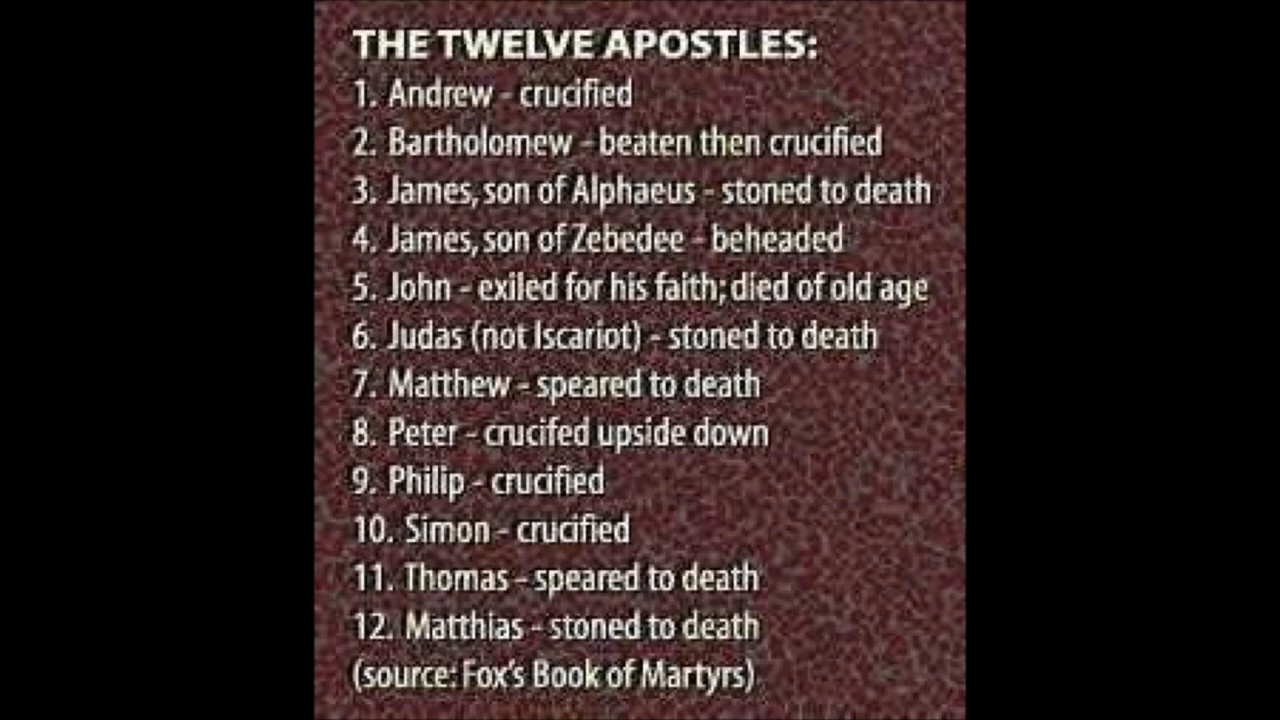 THE TWELVE APOSTLES:
1. Andrew - crucified
2. Bartholomew - beaten then crucified
3. James, son of Alphaeus - stoned to death
4. James, son of Zebedee - beheaded
5. John - exiled for his faith; died of old age
6. Judas (not Iscariot) - stoned to death
7. Matthew - speared to death
8. Peter - crucifed upside down
9. Philip - crucified
10. Simon - crucified
11. Thomas - speared to death
12. Matthias - stoned to death
(source: Fox's Book of Martyrs)